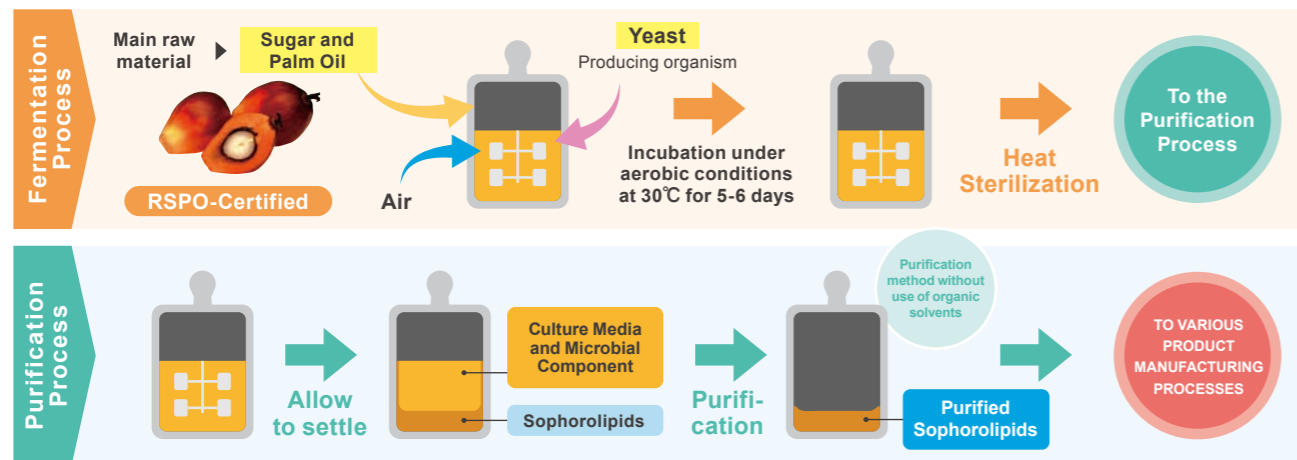 Fermentation
Process
Main raw
material
Sugar and
Palm Oil
RSPO-Certified
Air
Yeast
Producing organism
Incubation under
aerobic conditions
at 30℃ for 5-6 days
Heat
Sterilization
To the
Purification
Process
Purification
Process
Allow
to settle
Culture Media
and Microbial
Component
Sophorolipids
Purifi-
cation
Purification
method without
use of organic
solvents
Purified
Sophorolipids
TO VARIOUS
PRODUCT
MANUFACTURING
PROCESSES